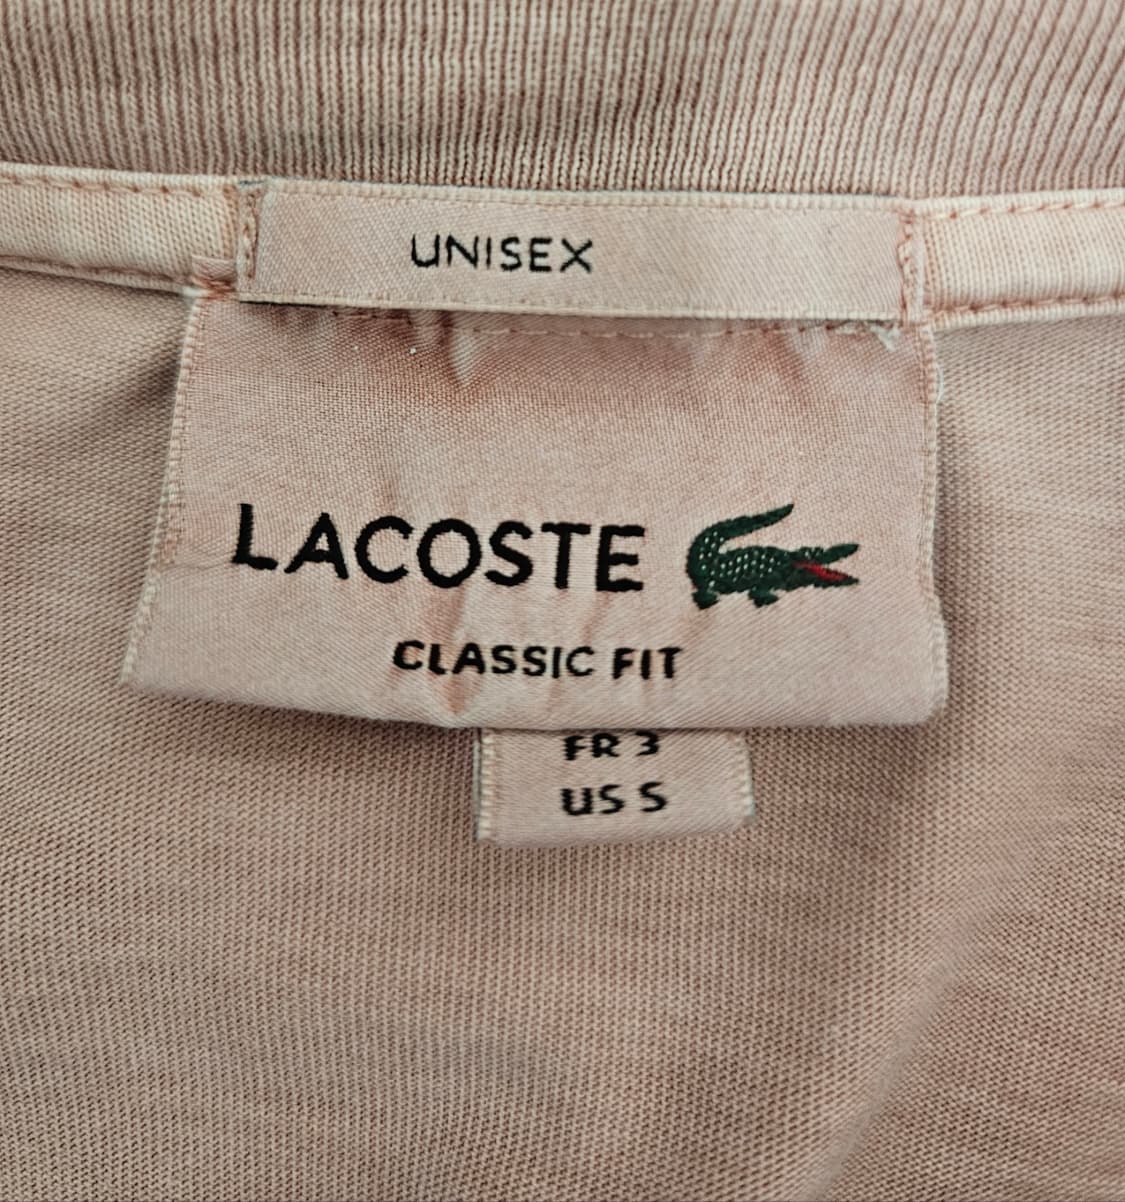 UNISEX
LACOSTE
CLASSIC FIT
FR 3
US S